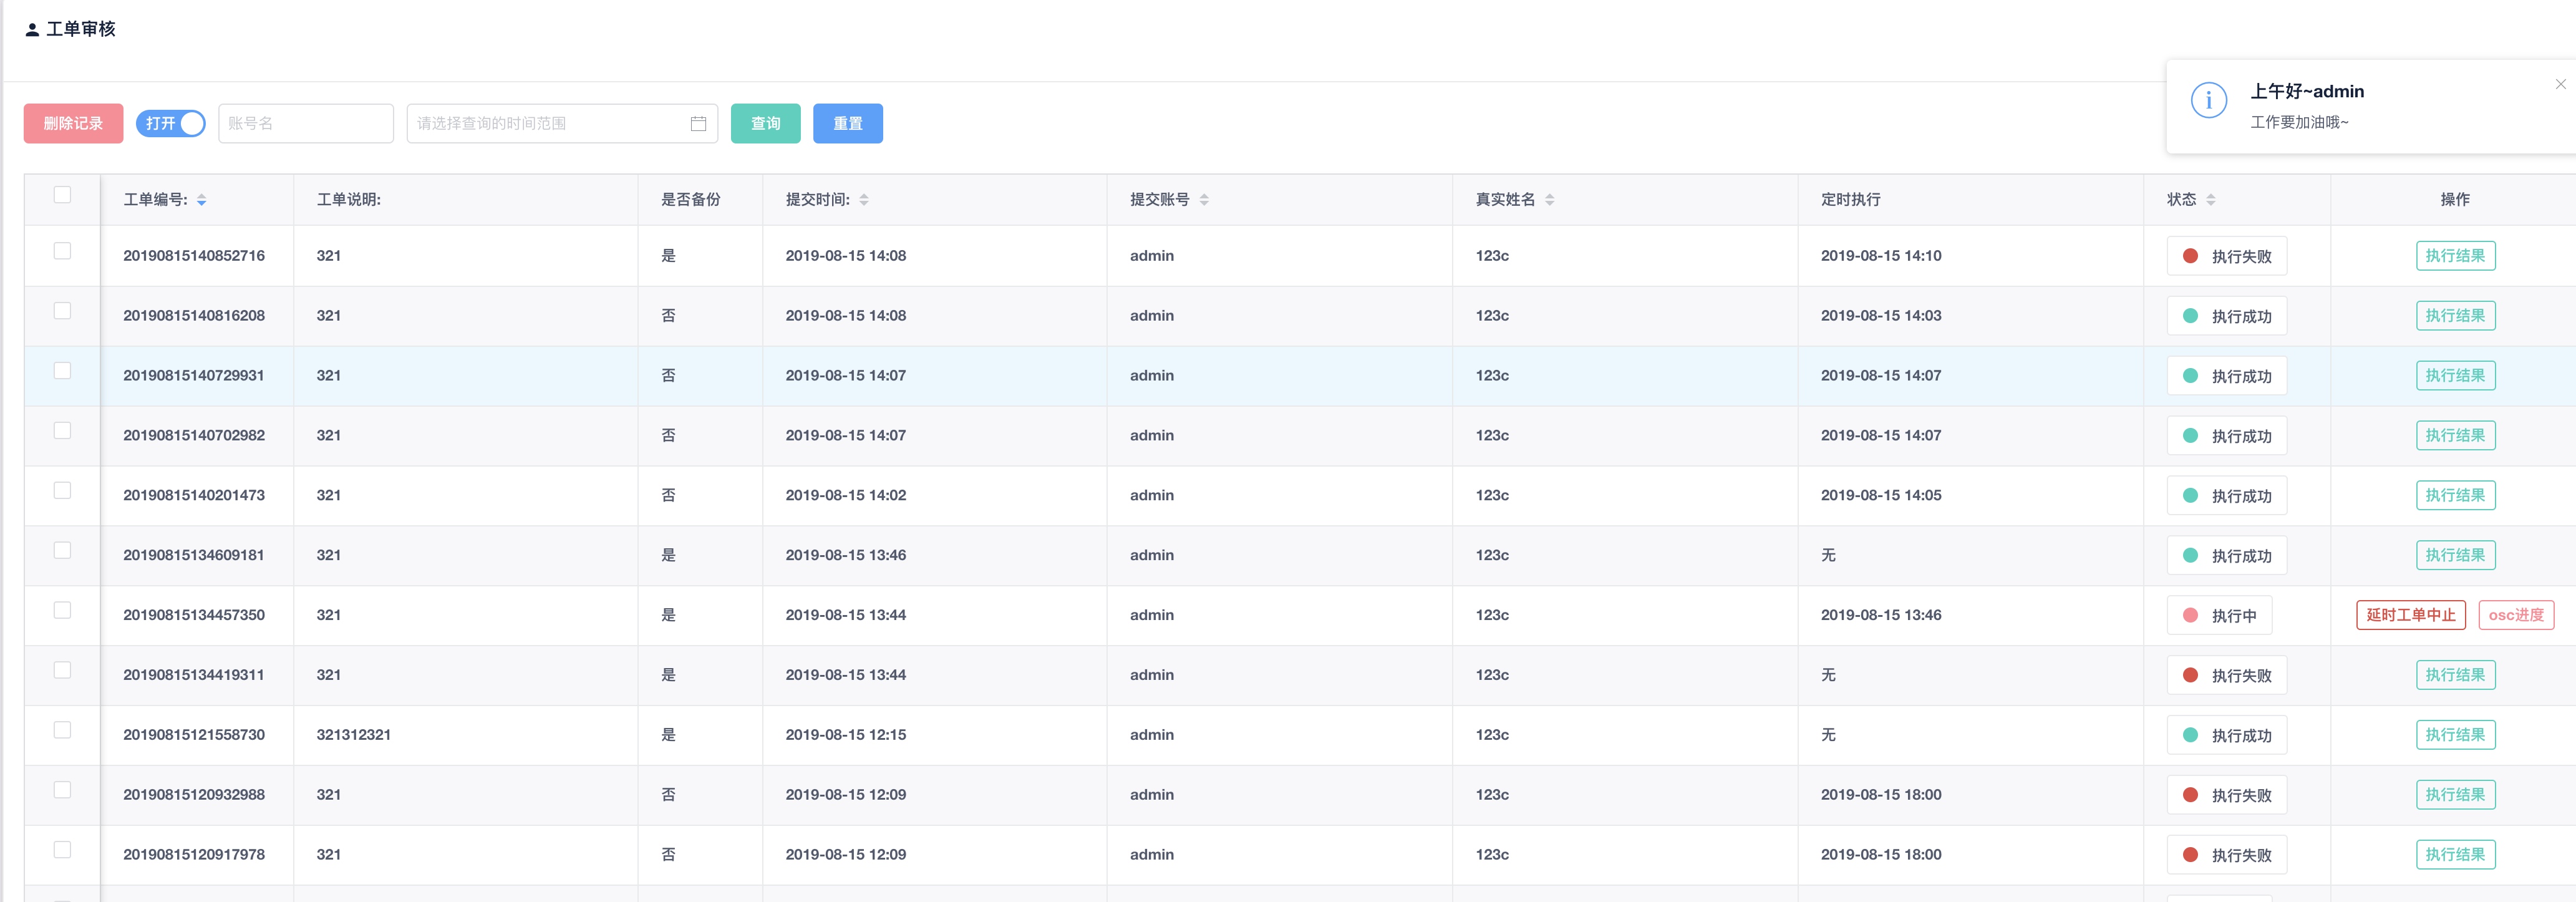 工单审核
上午好~admin
工作要加油哦~
删除记录 打开 账号名 请选择查询的时间范围 查询 重置
工单编号: 工单说明: 是否备份 提交时间: 提交账号 真实姓名 定时执行 状态 操作
20190815140852716 321 是 2019-08-15 14:08 admin 123c 2019-08-15 14:10 执行失败 执行结果
20190815140816208 321 否 2019-08-15 14:08 admin 123c 2019-08-15 14:03 执行成功 执行结果
20190815140729931 321 否 2019-08-15 14:07 admin 123c 2019-08-15 14:07 执行成功 执行结果
20190815140702982 321 否 2019-08-15 14:07 admin 123c 2019-08-15 14:07 执行成功 执行结果
20190815140201473 321 否 2019-08-15 14:02 admin 123c 2019-08-15 14:05 执行成功 执行结果
20190815134609181 321 是 2019-08-15 13:46 admin 123c 无 执行成功 执行结果
20190815134457350 321 是 2019-08-15 13:44 admin 123c 2019-08-15 13:46 执行中 延时工单中止 osc进度
20190815134419311 321 是 2019-08-15 13:44 admin 123c 无 执行失败 执行结果
20190815121558730 321312321 是 2019-08-15 12:15 admin 123c 无 执行成功 执行结果
20190815120932988 321 否 2019-08-15 12:09 admin 123c 2019-08-15 18:00 执行失败 执行结果
20190815120917978 321 否 2019-08-15 12:09 admin 123c 2019-08-15 18:00 执行失败 执行结果